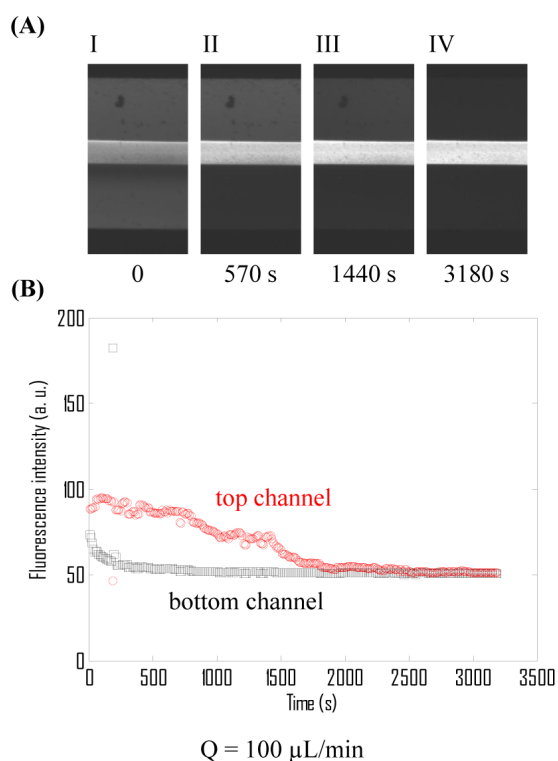 (A)
I II III IV
0 570 s 1440 s 3180 s
(B)
200
150
100
50
0
Fluorescence intensity (a. u.)
top channel
bottom channel
0 500 1000 1500 2000 2500 3000 3500
Time (s)
Q = 100 µL/min